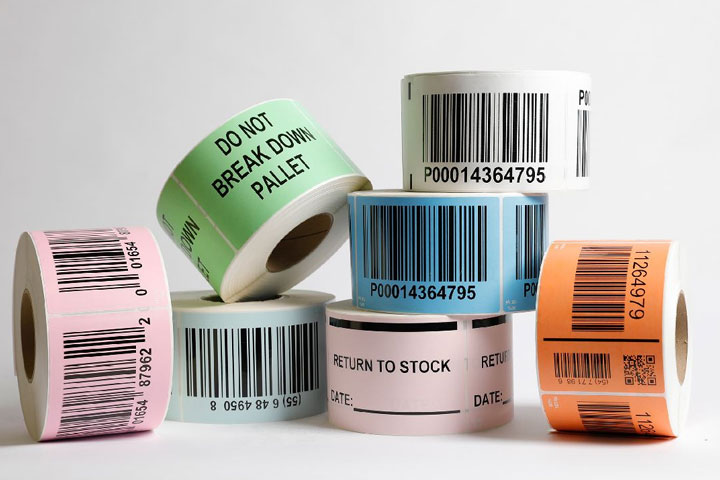 DO NOT
BREAK DOWN
PALLET
DOWN
P00014364795
P00014364795
RETURN TO STOCK
DATE:
DATE:
0 01654
01654 87962 2
(55) 6 48 4950 8
11264979